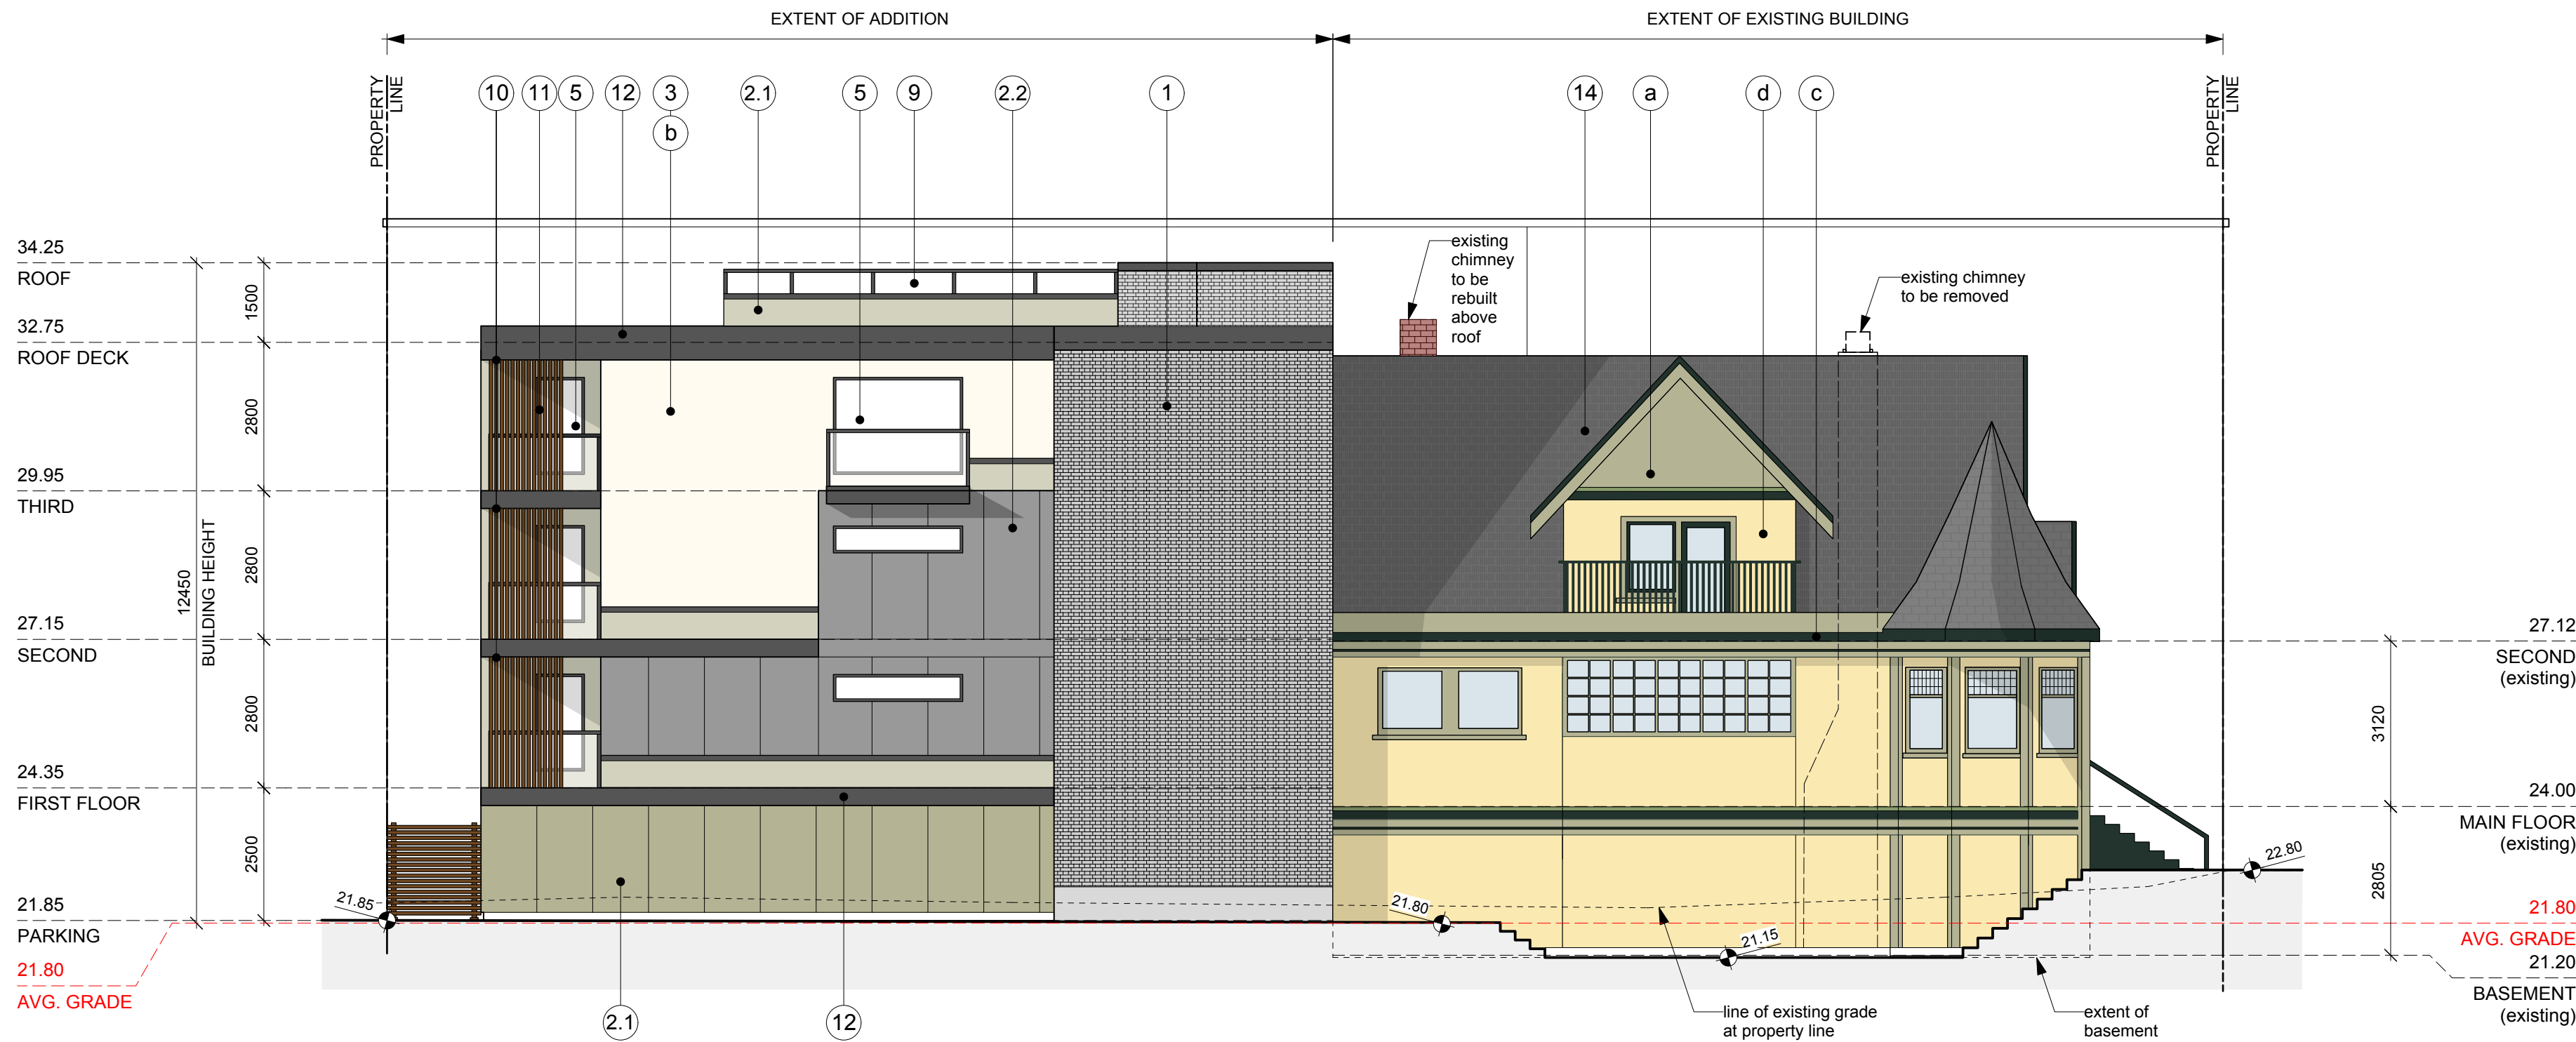 EXTENT OF ADDITION
EXTENT OF EXISTING BUILDING
PROPERTY
LINE
10
11
5
12
3
b
2.1
5
9
2.2
1
14
a
d
c
PROPERTY
LINE
34.25
ROOF
32.75
ROOF DECK
29.95
THIRD
27.15
SECOND
24.35
FIRST FLOOR
21.85
PARKING
21.80
AVG. GRADE
12450
BUILDING HEIGHT
1500
2800
2800
2800
2500
existing
chimney
to be
rebuilt
above
roof
existing chimney
to be removed
27.12
SECOND
(existing)
24.00
MAIN FLOOR
(existing)
21.80
AVG. GRADE
21.20
BASEMENT
(existing)
3120
2805
21.85
21.80
21.15
22.80
2.1
12
line of existing grade
at property line
extent of
basement